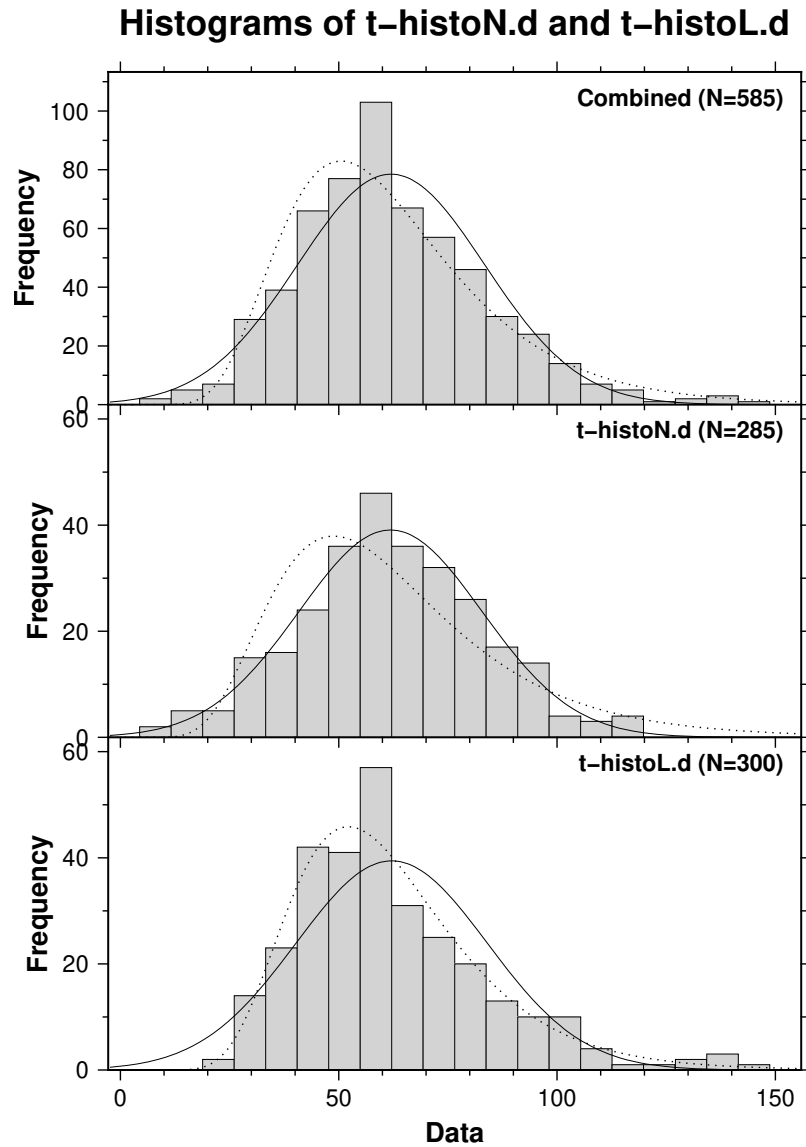 Histograms of t−histoN.d and t−histoL.d
Combined (N=585)
100
80
60
40
20
0
Frequency
t−histoN.d (N=285)
60
40
20
0
Frequency
t−histoL.d (N=300)
60
40
20
0
Frequency
0 50 100 150
Data